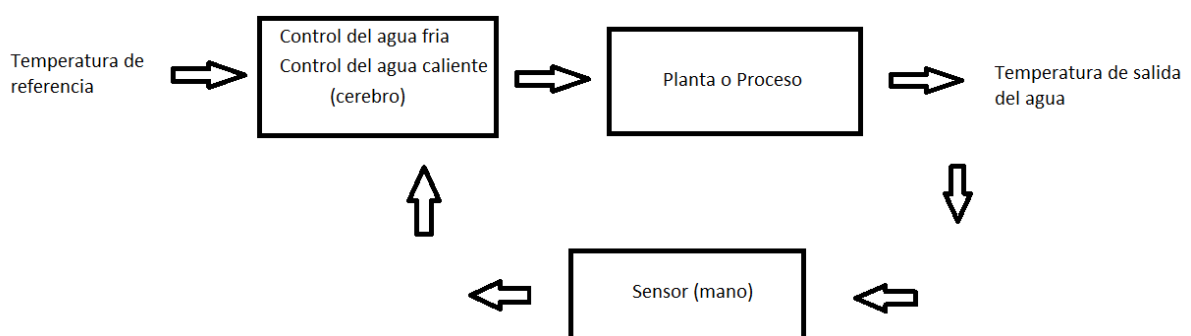 Temperatura de
referencia
Control del agua fria
Control del agua caliente
(cerebro)
Planta o Proceso
Temperatura de salida
del agua
Sensor (mano)